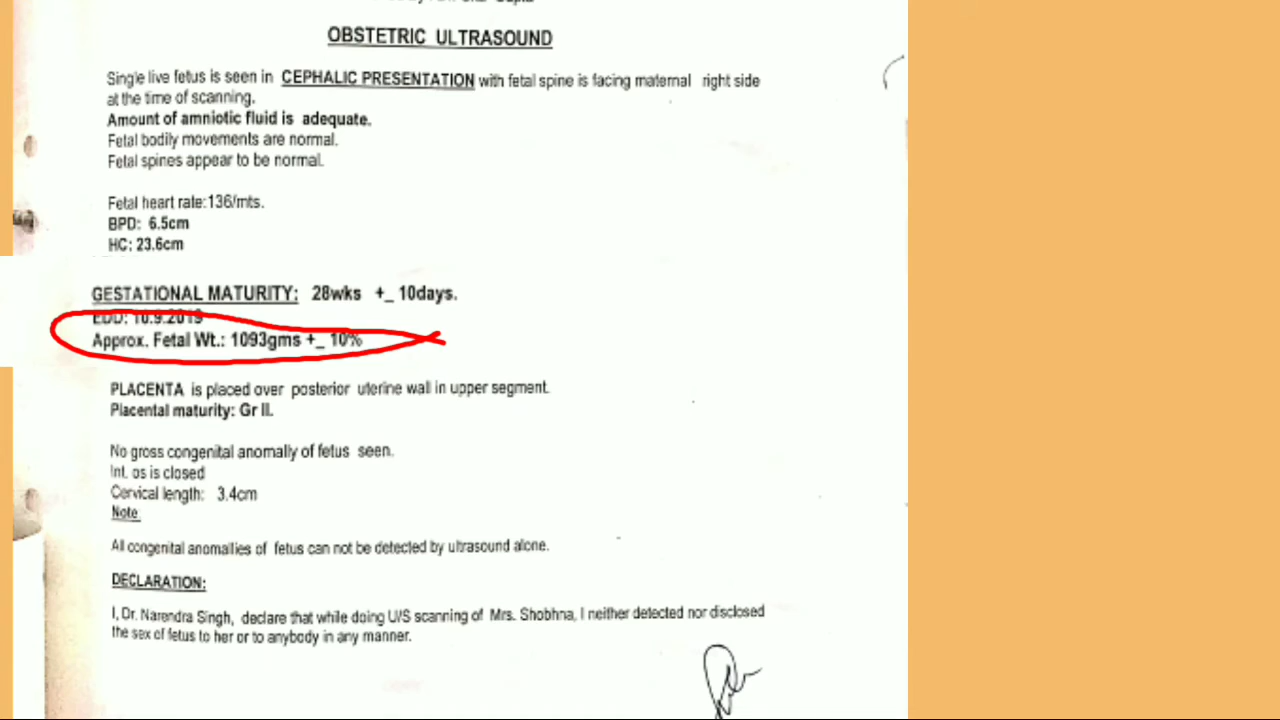 OBSTETRIC ULTRASOUND
Single live fetus is seen in CEPHALIC PRESENTATION with fetal spine is facing maternal right side
at the time of scanning.
Amount of amniotic fluid is adequate.
Fetal bodily movements are normal.
Fetal spines appear to be normal.
Fetal heart rate:136/mts.
BPD: 6.5cm
HC: 23.6cm
GESTATIONAL MATURITY: 28wks +_ 10days.
EDD: 10.9.2019
Approx. Fetal Wt.: 1093gms +_ 10%
PLACENTA is placed over posterior uterine wall in upper segment.
Placental maturity: Gr II.
No gross congenital anomally of fetus seen.
Int. os is closed
Cervical length: 3.4cm
Note
All congenital anomallies of fetus can not be detected by ultrasound alone.
DECLARATION:
I, Dr. Narendra Singh, declare that while doing U/S scanning of Mrs. Shobhna, I neither detected nor disclosed
the sex of fetus to her or to anybody in any manner.